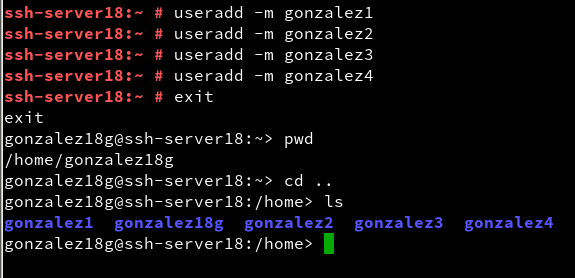 ssh-server18:~ # useradd -m gonzalez1
ssh-server18:~ # useradd -m gonzalez2
ssh-server18:~ # useradd -m gonzalez3
ssh-server18:~ # useradd -m gonzalez4
ssh-server18:~ # exit
exit
gonzalez18g@ssh-server18:~> pwd
/home/gonzalez18g
gonzalez18g@ssh-server18:~> cd ..
gonzalez18g@ssh-server18:/home> ls
gonzalez1  gonzalez18g  gonzalez2  gonzalez3  gonzalez4
gonzalez18g@ssh-server18:/home>